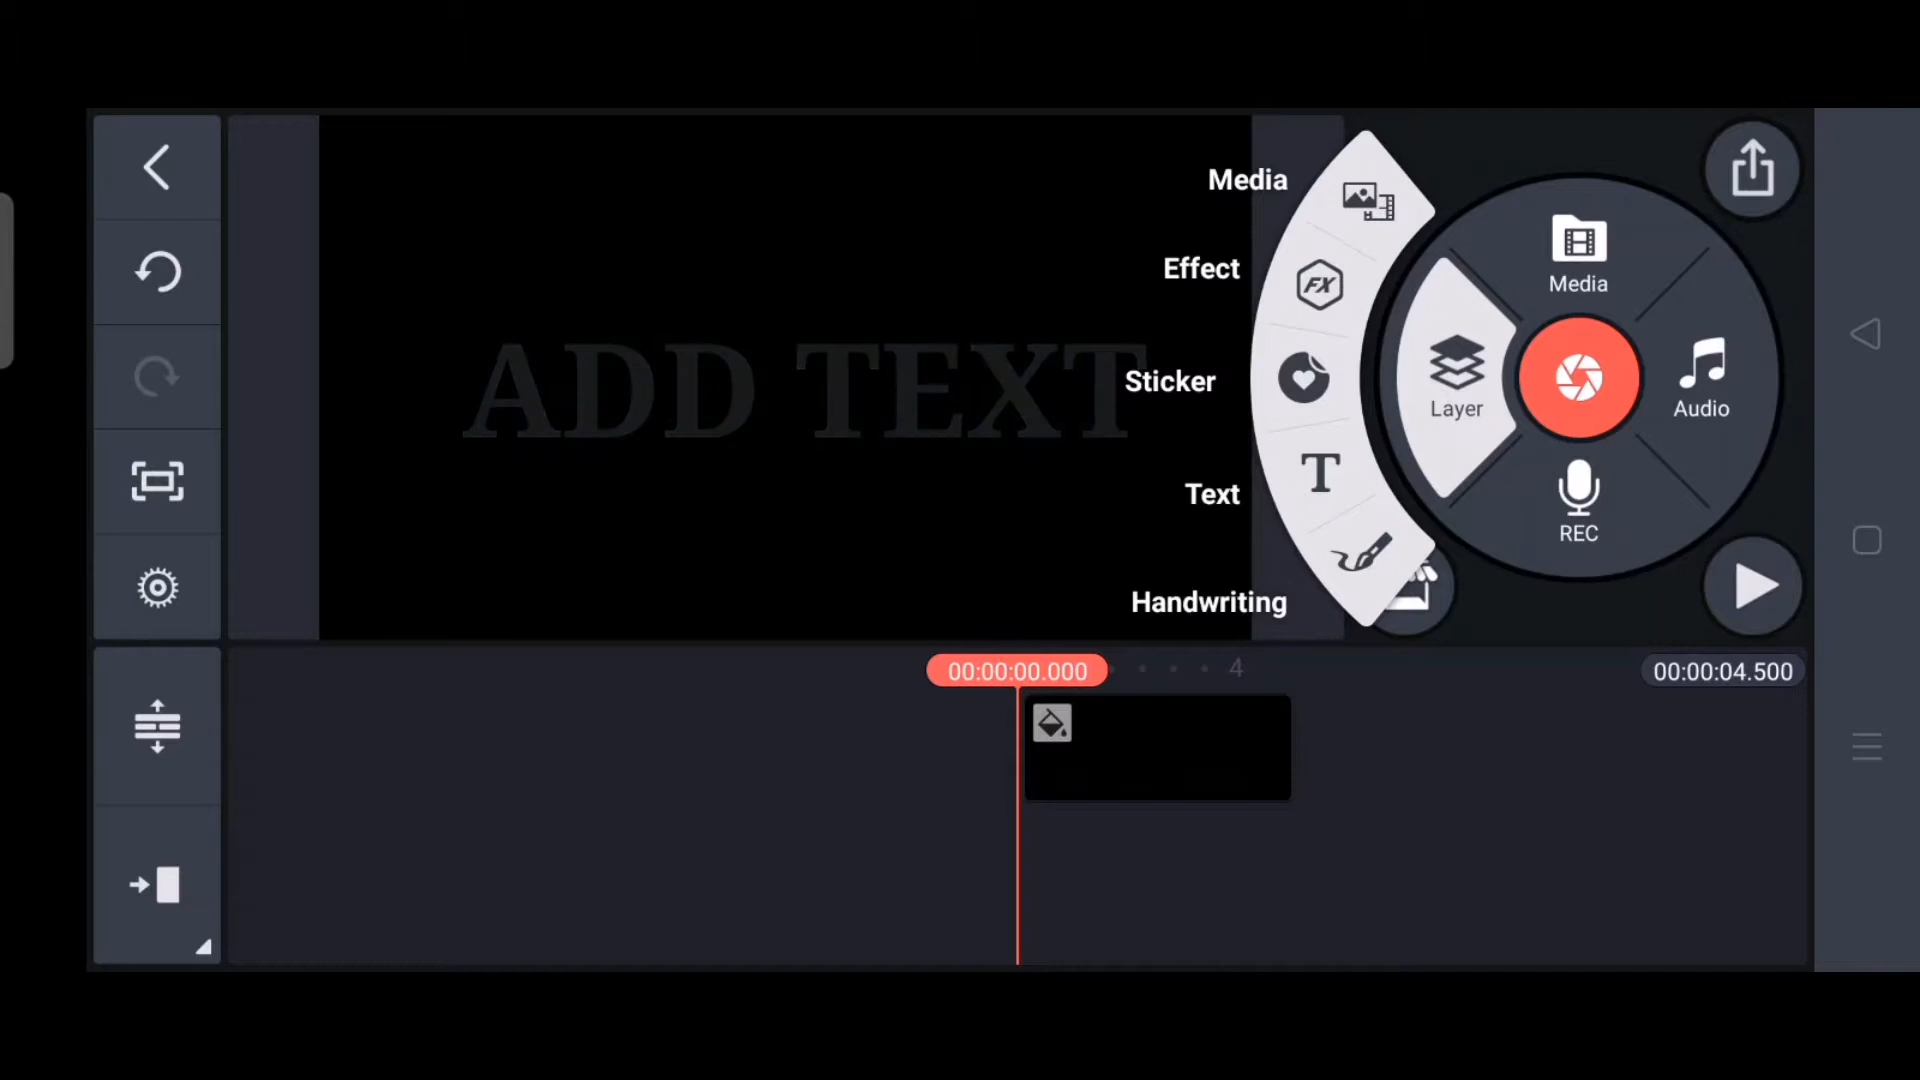 Media
Effect
Sticker
Text
Handwriting
FX
T
Media
Layer
Audio
REC
ADD TEXT
00:00:00.000
4
00:00:04.500